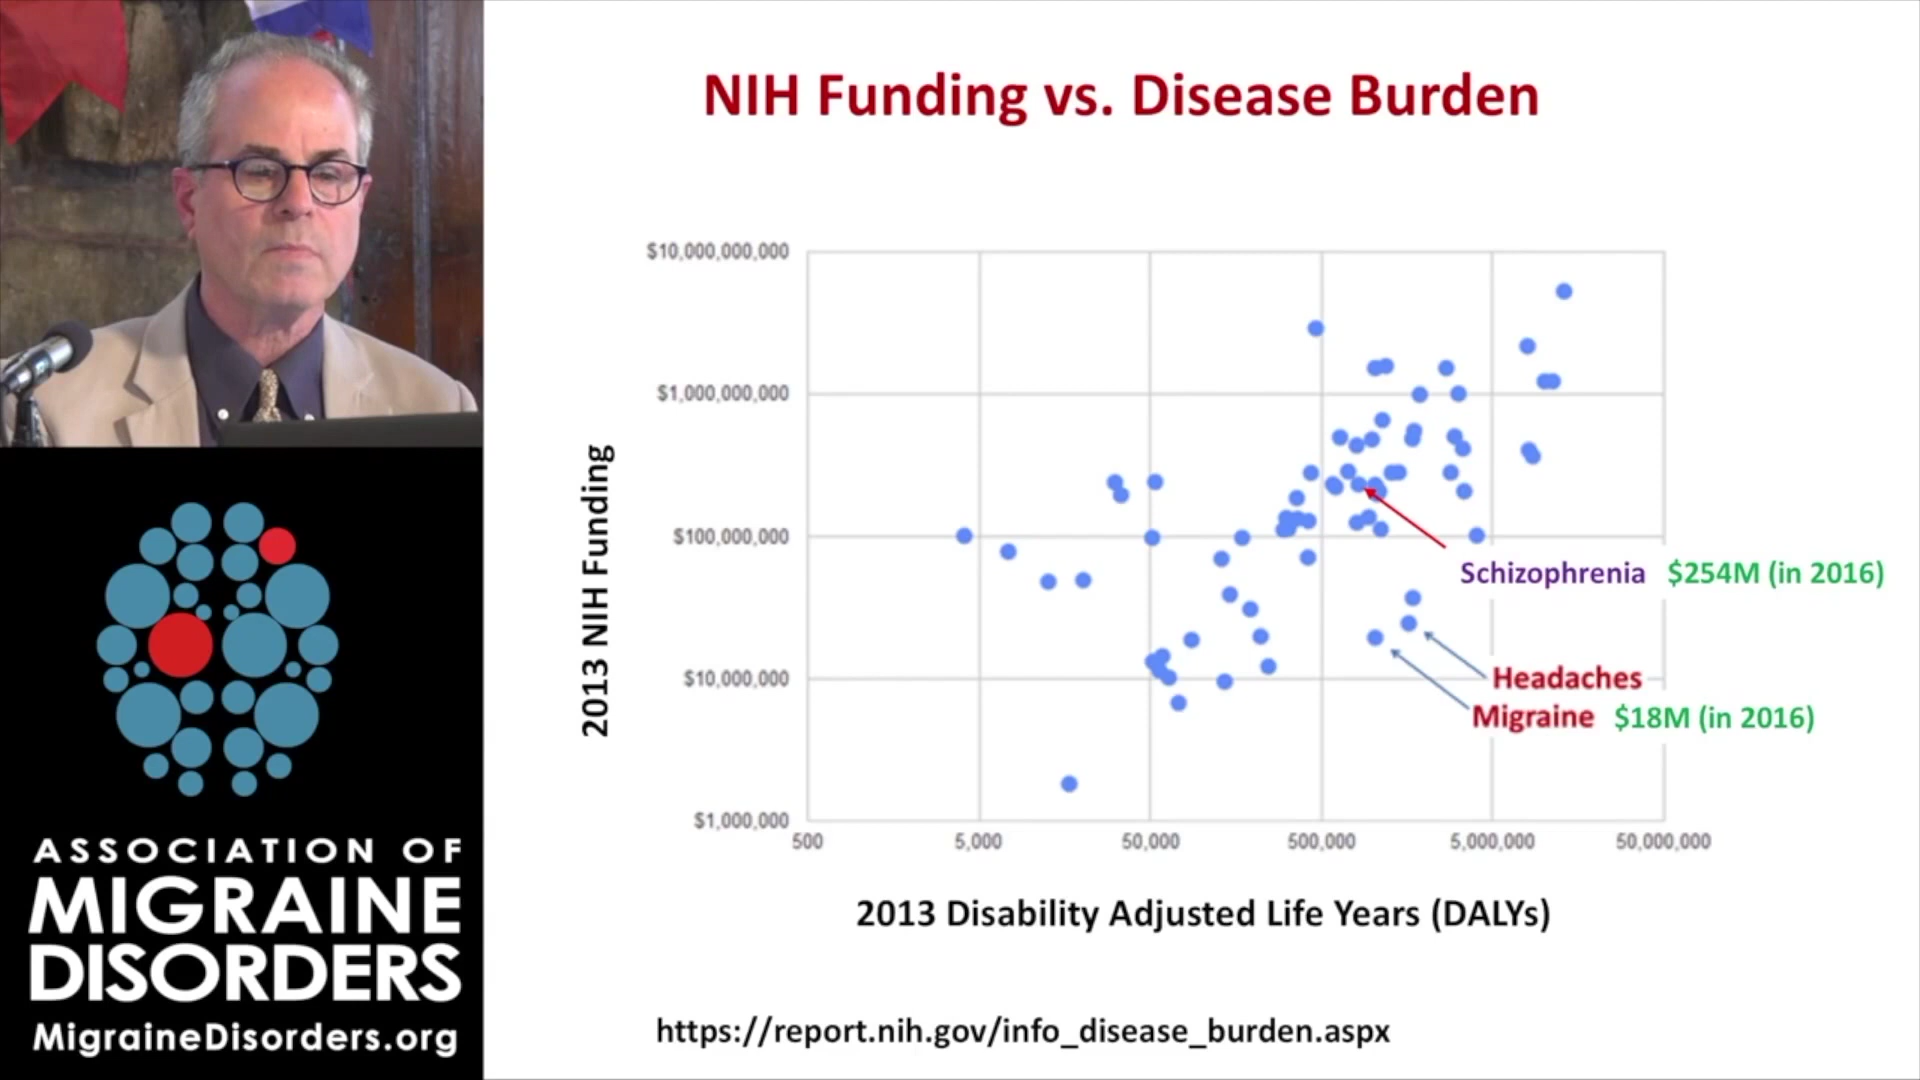 NIH Funding vs. Disease Burden
$10,000,000,000
$1,000,000,000
$100,000,000
$10,000,000
$1,000,000
2013 NIH Funding
500
5,000
50,000
500,000
5,000,000
50,000,000
Schizophrenia $254M (in 2016)
Headaches
Migraine $18M (in 2016)
2013 Disability Adjusted Life Years (DALYs)
https://report.nih.gov/info_disease_burden.aspx
ASSOCIATION OF
MIGRAINE
DISORDERS
MigraineDisorders.org